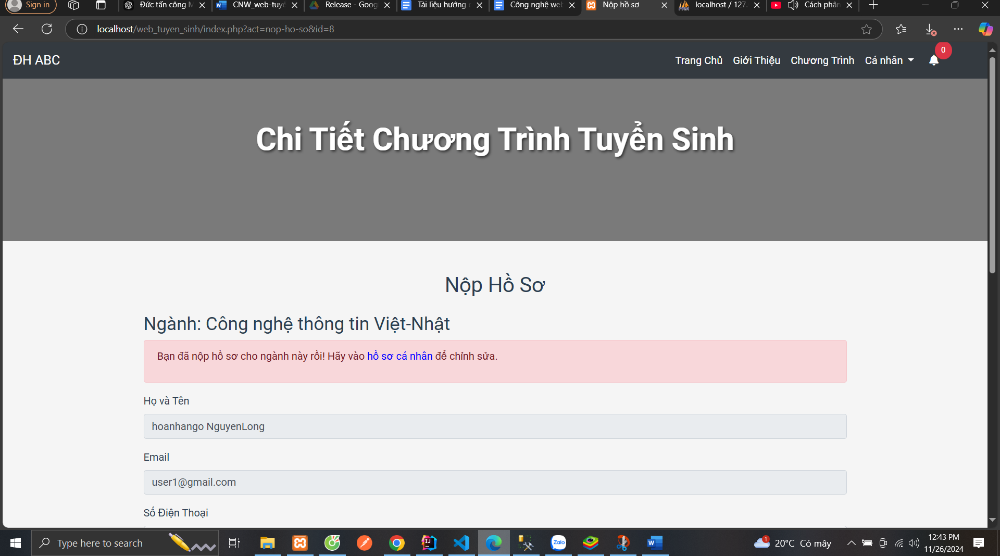 Sign in
Đức tấn công M
CNW_web-tuyể
Release - Goog
Tài liệu hướng d
Công nghệ web
Nộp hồ sơ
localhost / 127.
Cách phân
localhost/web_tuyen_sinh/index.php?act=nop-ho-so&id=8
ĐH ABC
Trang Chủ
Giới Thiệu
Chương Trình
Cá nhân
0
Chi Tiết Chương Trình Tuyển Sinh
Nộp Hồ Sơ
Ngành: Công nghệ thông tin Việt-Nhật
Bạn đã nộp hồ sơ cho ngành này rồi! Hãy vào hồ sơ cá nhân để chỉnh sửa.
Họ và Tên
hoanhango NguyenLong
Email
user1@gmail.com
Số Điện Thoại
Type here to search
Zalo
1
20°C Có mây
12:43 PM
11/26/2024